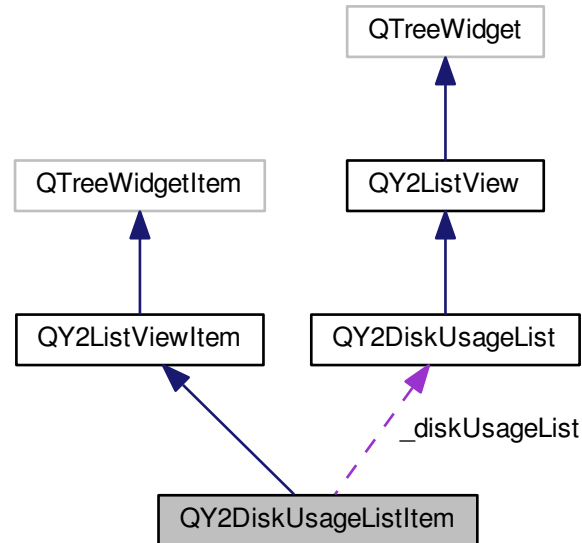 QTreeWidget
QTreeWidgetItem
QY2ListView
QY2ListViewItem
QY2DiskUsageList
_diskUsageList
QY2DiskUsageListItem